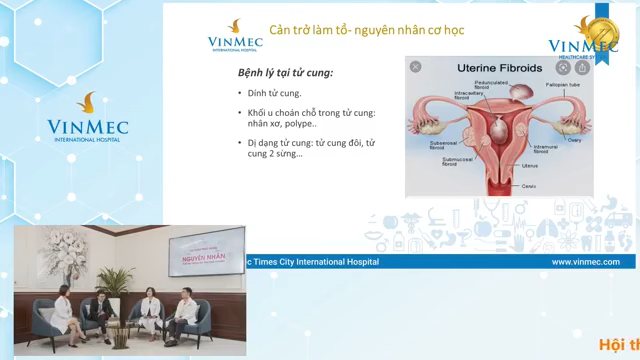 Cản trở làm tổ- nguyên nhân cơ học
VINMEC
INTERNATIONAL HOSPITAL
VINMEC
HEALTHCARE SY
Bệnh lý tại tử cung:
• Dính tử cung.
• Khối u choán chỗ trong tử cung:
nhân xơ, polype..
• Dị dạng tử cung: tử cung đôi, tử
cung 2 sừng...
Uterine Fibroids
Pedunculated
fibroid
Intracavitary
fibroid
Fallopian tube
Subserosal
fibroid
Submucosal
fibroid
Intramural
fibroid
Ovary
Uterus
Cervix
VINMEC
INTERNATIONAL HOSPITAL
NGUYÊN NHÂN
c Times City International Hospital
www.vinmec.com
Hội th